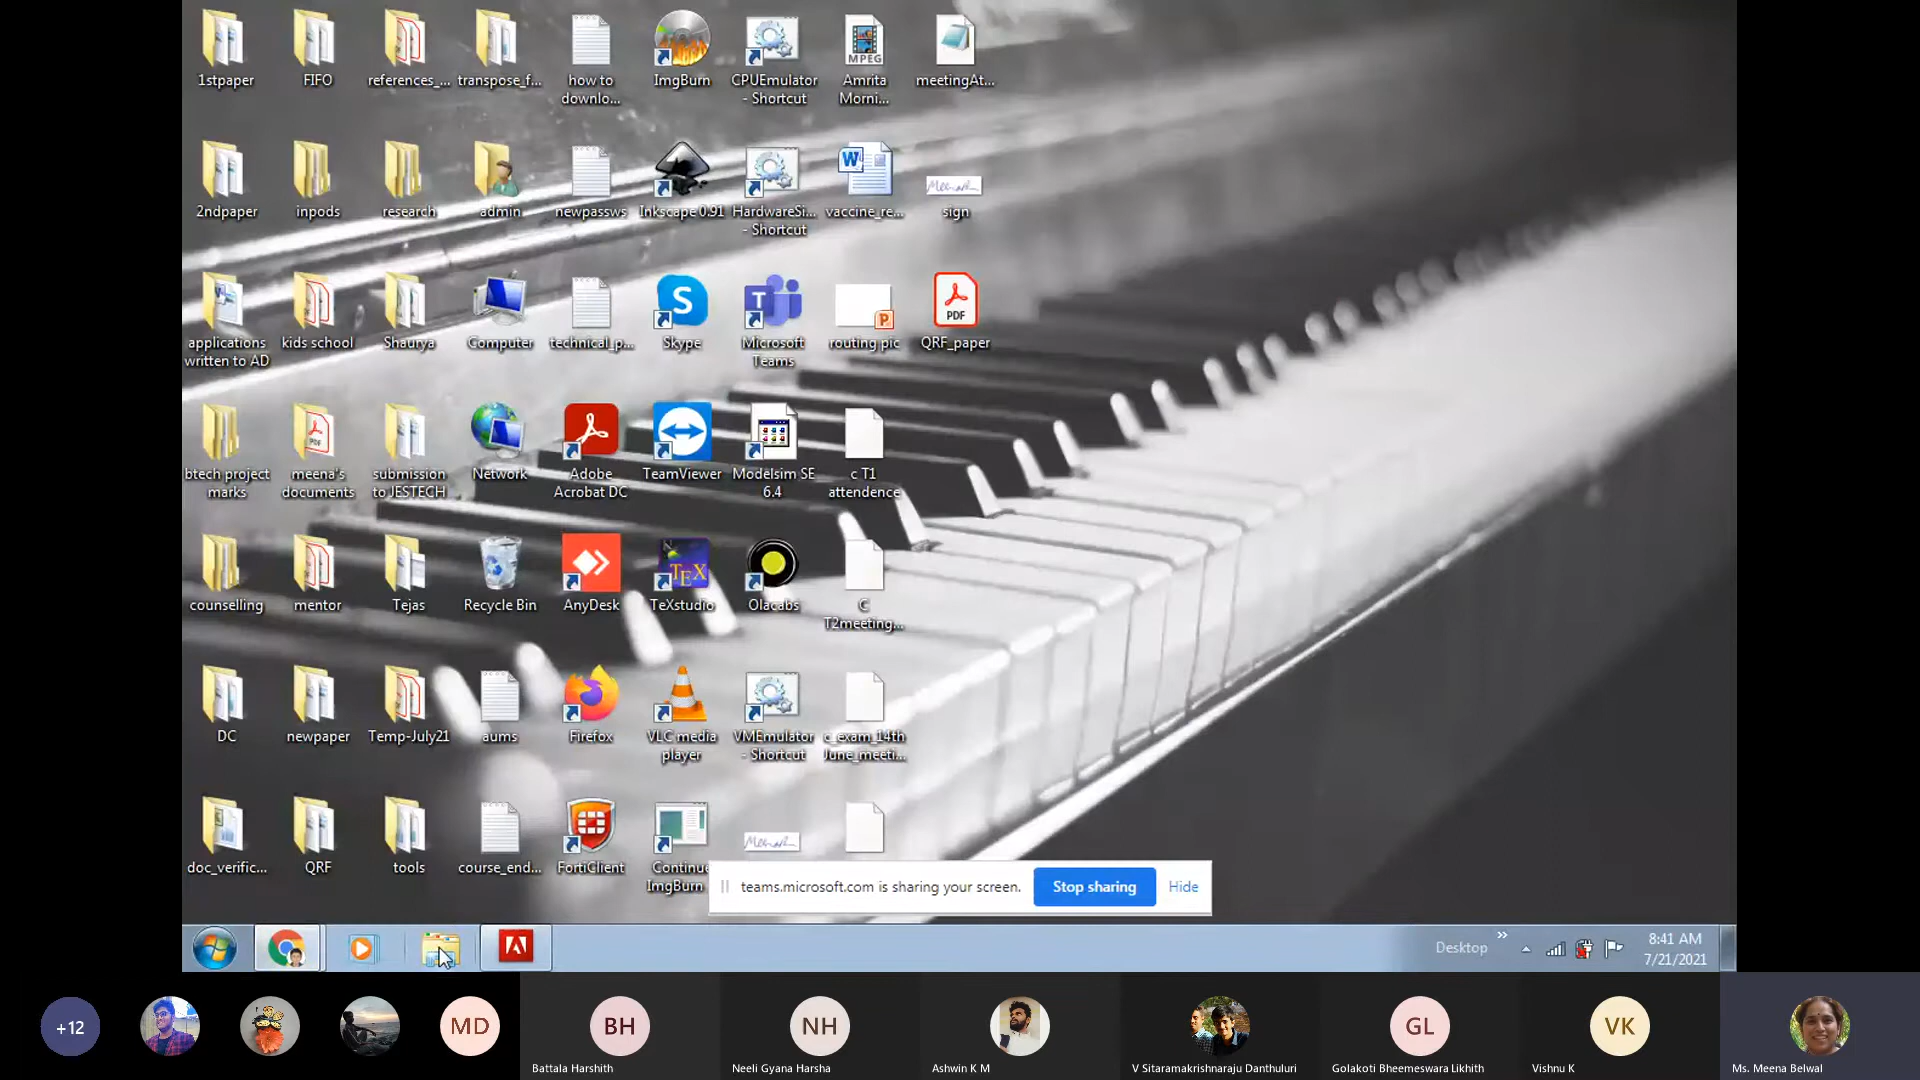 1stpaper
FIFO
references_...
transpose_f...
how to
downlo...
ImgBurn
CPUEmulator
- Shortcut
MPEG
Amrita
Morni...
meetingAt...
2ndpaper
inpods
research
admin
newpassws
Inkscape 0.91
HardwareSi...
- Shortcut
W
vaccine_re...
sign
applications
written to AD
kids school
Shaurya
Computer
technical_p...
S
Skype
T
Microsoft
Teams
P
routing pic
PDF
QRF_paper
btech project
marks
PDF
meena's
documents
submission
to JESTECH
Network
Adobe
Acrobat DC
TeamViewer
Modelsim SE
6.4
c T1
attendence
counselling
mentor
Tejas
Recycle Bin
AnyDesk
TEX
TeXstudio
Olacabs
C
T2meeting...
DC
newpaper
Temp-July21
aums
Firefox
VLC media
player
VMEmulator
- Shortcut
c_exam_14th
June_meeti...
doc_verific...
QRF
tools
course_end...
FortiClient
Continue
ImgBurn
teams.microsoft.com is sharing your screen.
Stop sharing
Hide
Desktop
8:41 AM
7/21/2021
+12
MD
BH
Battala Harshith
NH
Neeli Gyana Harsha
Ashwin K M
V Sitaramakrishnaraju Danthuluri
GL
Golakoti Bheemeswara Likhith
VK
Vishnu K
Ms. Meena Belwal